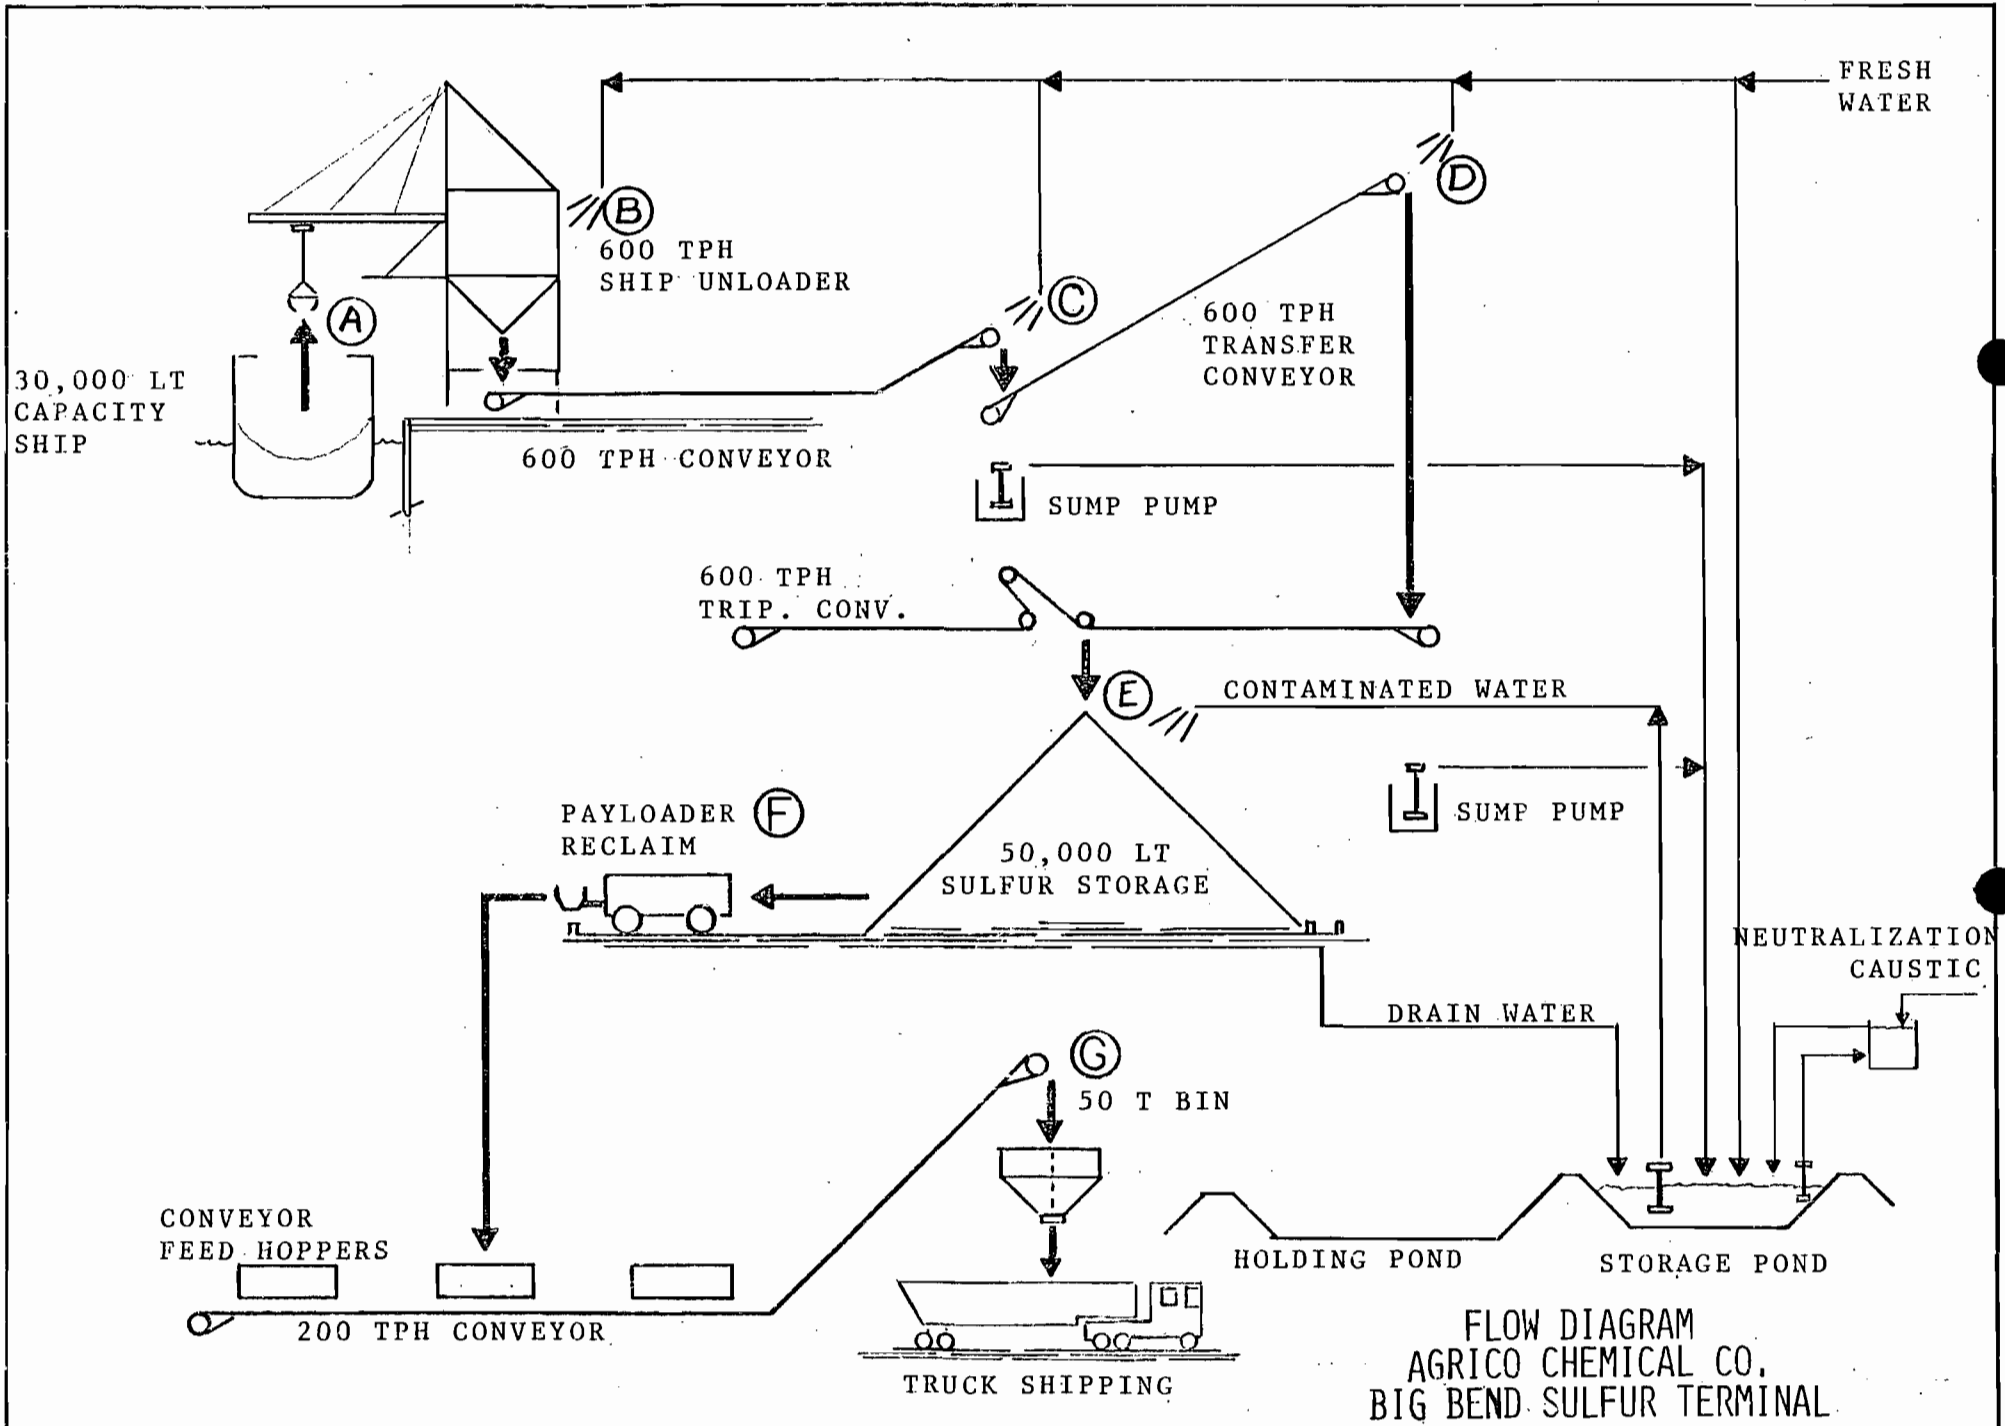 FRESH
WATER
D
B
600 TPH
SHIP UNLOADER
C
A
600 TPH
TRANSFER
CONVEYOR
30,000 LT
CAPACITY
SHIP
600 TPH CONVEYOR
SUMP PUMP
600 TPH
TRIP. CONV.
E
CONTAMINATED WATER
PAYLOADER
RECLAIM
F
SUMP PUMP
50,000 LT
SULFUR STORAGE
NEUTRALIZATION
CAUSTIC
DRAIN WATER
G
50 T BIN
CONVEYOR
FEED HOPPERS
HOLDING POND
STORAGE POND
200 TPH CONVEYOR
TRUCK SHIPPING
FLOW DIAGRAM
AGRICO CHEMICAL CO.
BIG BEND SULFUR TERMINAL